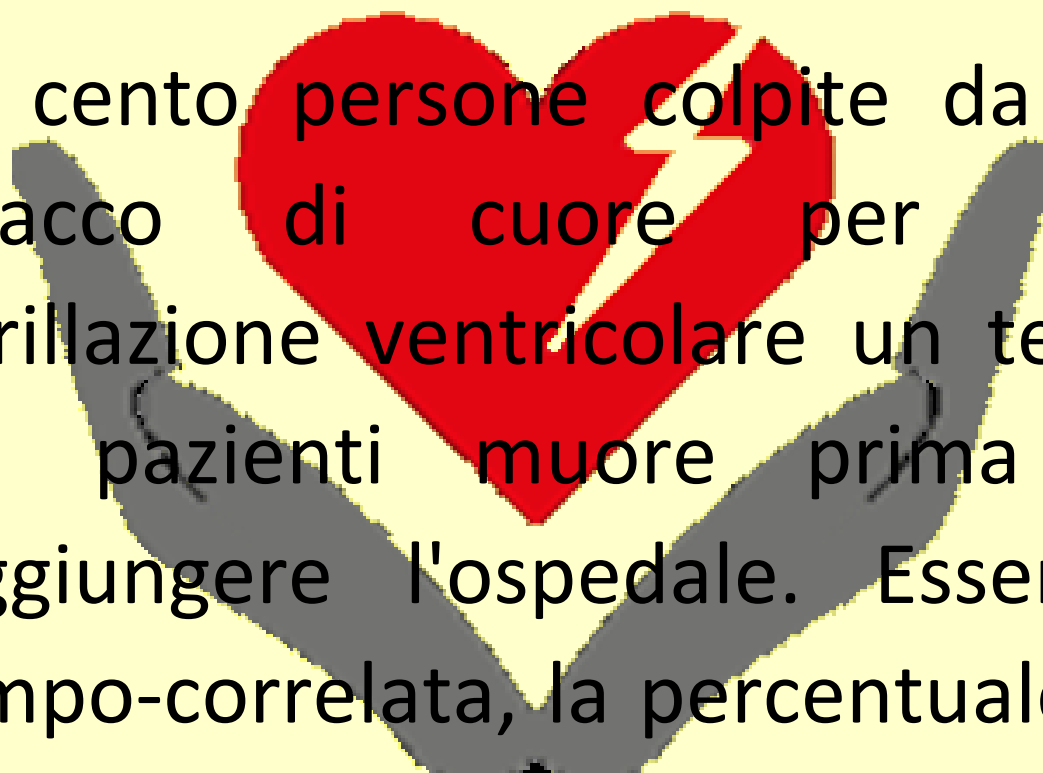 cento persone colpite da
acco di cuore per
rillazione ventricolare un te
pazienti muore prima
ggiungere l'ospedale. Esser
mpo-correlata, la percentuale